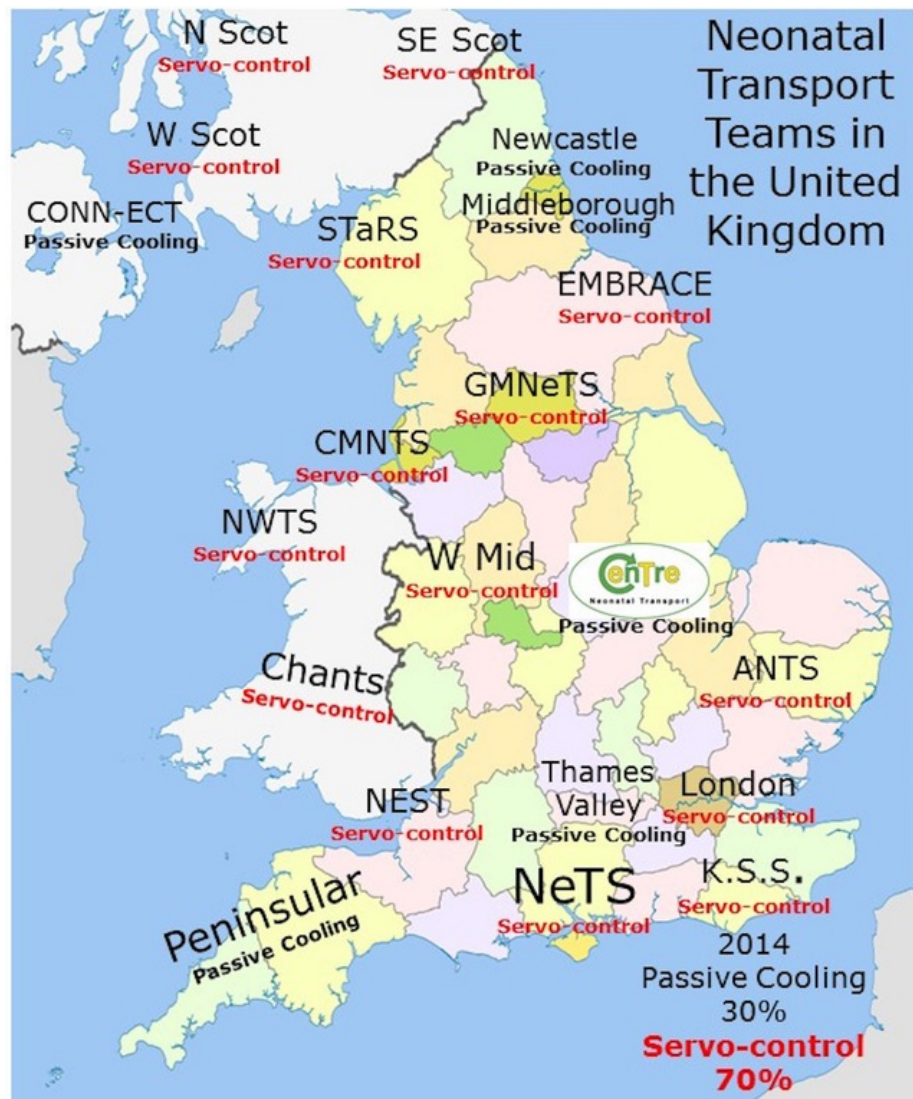 Neonatal
Transport
Teams in
the United
Kingdom
N Scot
Servo-control
SE Scot
Servo-control
W Scot
Servo-control
Newcastle
Passive Cooling
CONN-ECT
Passive Cooling
Middleborough
Passive Cooling
STaRS
Servo-control
EMBRACE
Servo-control
GMNeTS
Servo-control
CMNTS
Servo-control
NWTS
Servo-control
W Mid
Servo-control
CenTre
Neonatal Transport
Passive Cooling
Chants
Servo-control
ANTS
Servo-control
Thames
Valley
Passive Cooling
London
Servo-control
NEST
Servo-control
Peninsular
Passive Cooling
NeTS
Servo-control
K.S.S.
Servo-control
2014
Passive Cooling
30%
Servo-control
70%